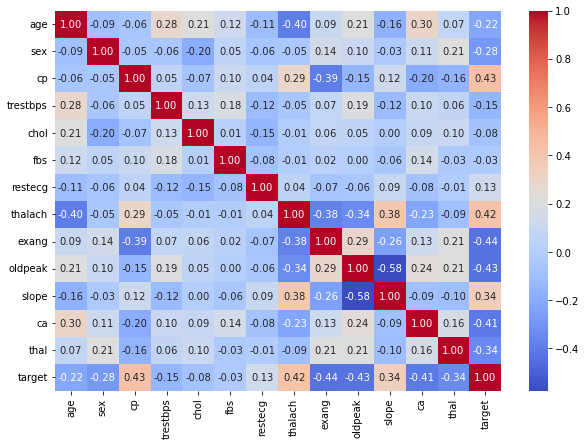 age 1.00 -0.09 -0.06 0.28 0.21 0.12 -0.11 -0.40 0.09 0.21 -0.16 0.30 0.07 -0.22
sex -0.09 1.00 -0.05 -0.06 -0.20 0.05 -0.06 -0.05 0.14 0.10 -0.03 0.11 0.21 -0.28
cp -0.06 -0.05 1.00 0.05 -0.07 0.10 0.04 0.29 -0.39 -0.15 0.12 -0.20 -0.16 0.43
trestbps 0.28 -0.06 0.05 1.00 0.13 0.18 -0.12 -0.05 0.07 0.19 -0.12 0.10 0.06 -0.15
chol 0.21 -0.20 -0.07 0.13 1.00 0.01 -0.15 -0.01 0.06 0.05 0.00 0.09 0.10 -0.08
fbs 0.12 0.05 0.10 0.18 0.01 1.00 -0.08 -0.01 0.02 0.00 -0.06 0.14 -0.03 -0.03
restecg -0.11 -0.06 0.04 -0.12 -0.15 -0.08 1.00 0.04 -0.07 -0.06 0.09 -0.08 -0.01 0.13
thalach -0.40 -0.05 0.29 -0.05 -0.01 -0.01 0.04 1.00 -0.38 -0.34 0.38 -0.23 -0.09 0.42
exang 0.09 0.14 -0.39 0.07 0.06 0.02 -0.07 -0.38 1.00 0.29 -0.26 0.13 0.21 -0.44
oldpeak 0.21 0.10 -0.15 0.19 0.05 0.00 -0.06 -0.34 0.29 1.00 -0.58 0.24 0.21 -0.43
slope -0.16 -0.03 0.12 -0.12 0.00 -0.06 0.09 0.38 -0.26 -0.58 1.00 -0.09 -0.10 0.34
ca 0.30 0.11 -0.20 0.10 0.09 0.14 -0.08 -0.23 0.13 0.24 -0.09 1.00 0.16 -0.41
thal 0.07 0.21 -0.16 0.06 0.10 -0.03 -0.01 -0.09 0.21 0.21 -0.10 0.16 1.00 -0.34
target -0.22 -0.28 0.43 -0.15 -0.08 -0.03 0.13 0.42 -0.44 -0.43 0.34 -0.41 -0.34 1.00
age sex cp trestbps chol fbs restecg thalach exang oldpeak slope ca thal target
1.0
0.8
0.6
0.4
0.2
0.0
−0.2
−0.4